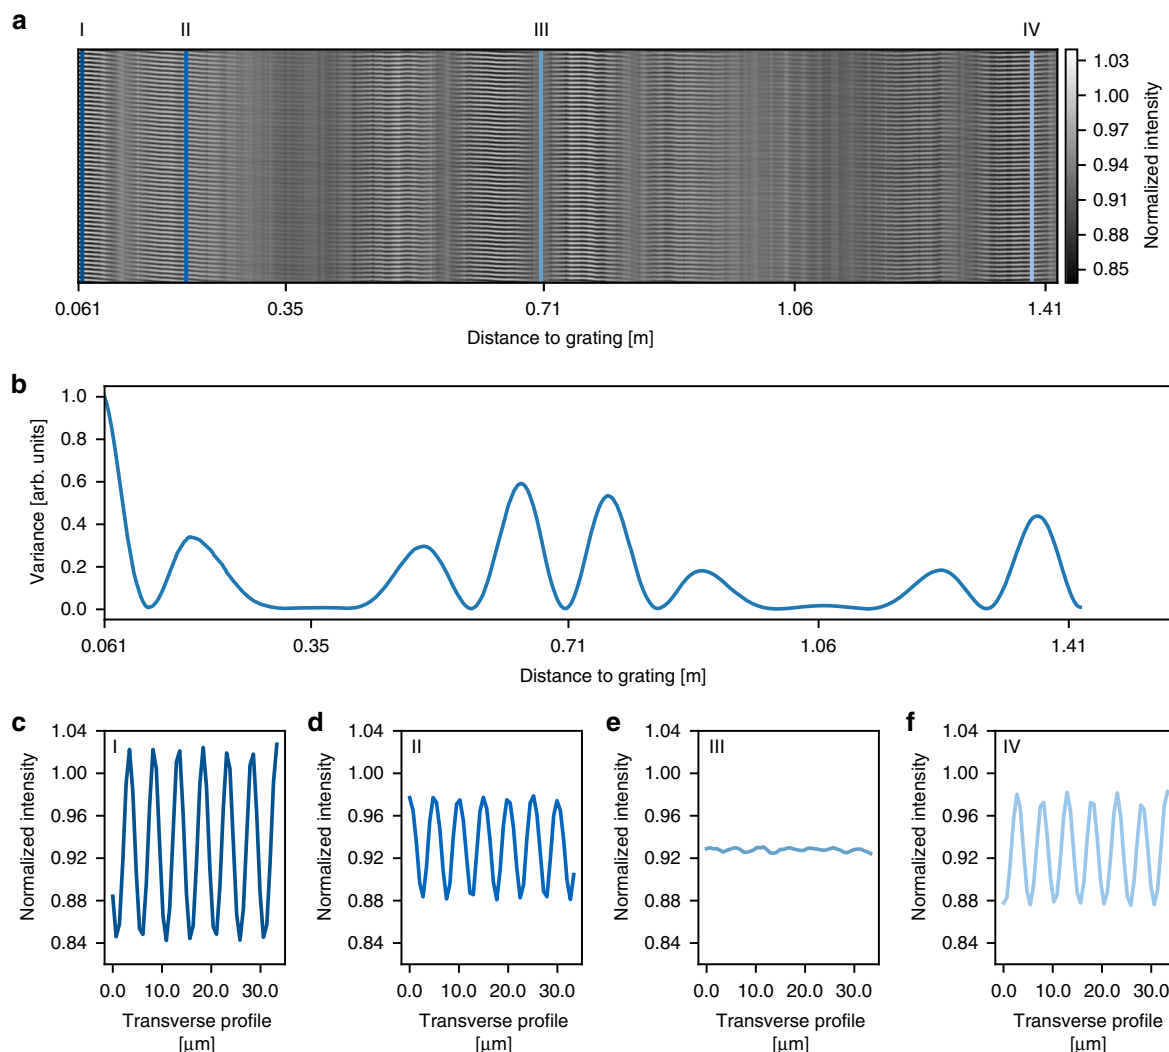 a
I II III IV
1.03
1.00
0.97
0.94
0.91
0.88
0.85
Normalized intensity
0.061 0.35 0.71 1.06 1.41
Distance to grating [m]
b
1.0
0.8
0.6
0.4
0.2
0.0
Variance [arb. units]
0.061 0.35 0.71 1.06 1.41
Distance to grating [m]
c
I
1.04
1.00
0.96
0.92
0.88
0.84
Normalized intensity
0.0 10.0 20.0 30.0
Transverse profile
[μm]
d
II
1.04
1.00
0.96
0.92
0.88
0.84
Normalized intensity
0.0 10.0 20.0 30.0
Transverse profile
[μm]
e
III
1.04
1.00
0.96
0.92
0.88
0.84
Normalized intensity
0.0 10.0 20.0 30.0
Transverse profile
[μm]
f
IV
1.04
1.00
0.96
0.92
0.88
0.84
Normalized intensity
0.0 10.0 20.0 30.0
Transverse profile
[μm]